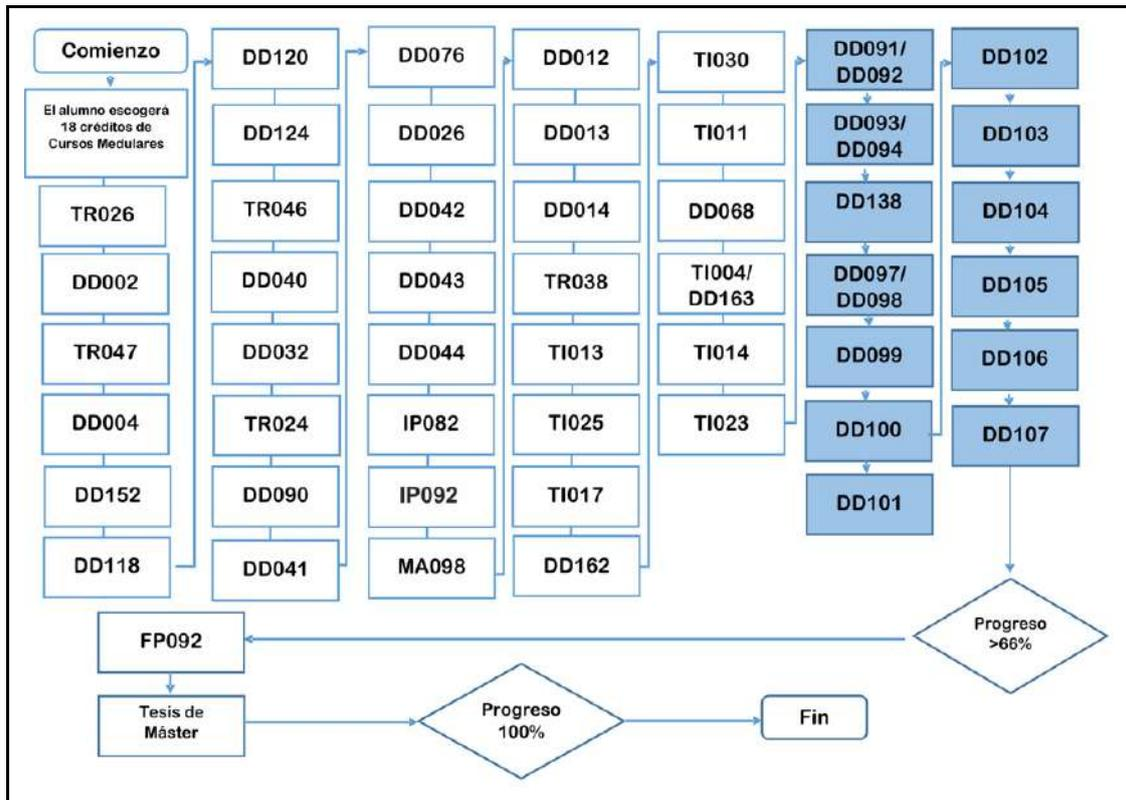 Comienzo
El alumno escogerá
18 créditos de
Cursos Medulares
TR026
DD002
TR047
DD004
DD152
DD118
DD120
DD124
TR046
DD040
DD032
TR024
DD090
DD041
DD076
DD026
DD042
DD043
DD044
IP082
IP092
MA098
DD012
DD013
DD014
TR038
TI013
TI025
TI017
DD162
TI030
TI011
DD068
TI004/
DD163
TI014
TI023
DD091/
DD092
DD093/
DD094
DD138
DD097/
DD098
DD099
DD100
DD101
DD102
DD103
DD104
DD105
DD106
DD107
Progreso
>66%
FP092
Tesis de
Máster
Progreso
100%
Fin